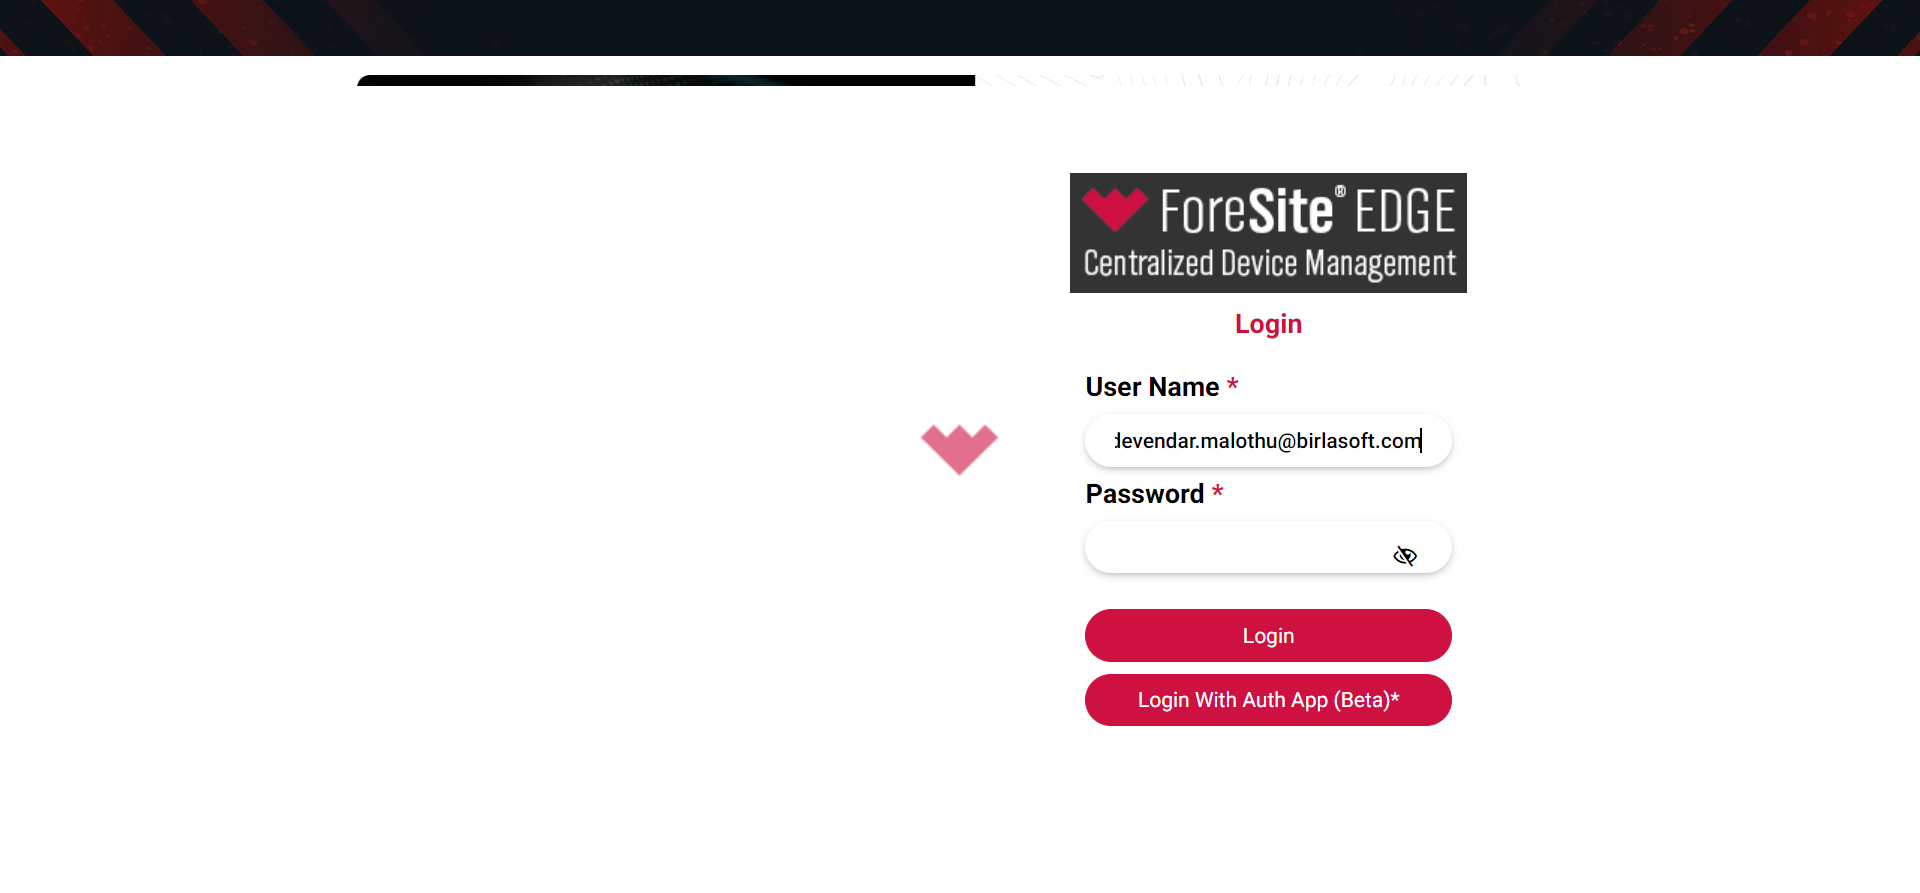 ForeSite® EDGE
Centralized Device Management
Login
User Name *
devendar.malothu@birlasoft.com
Password *
Login
Login With Auth App (Beta)*